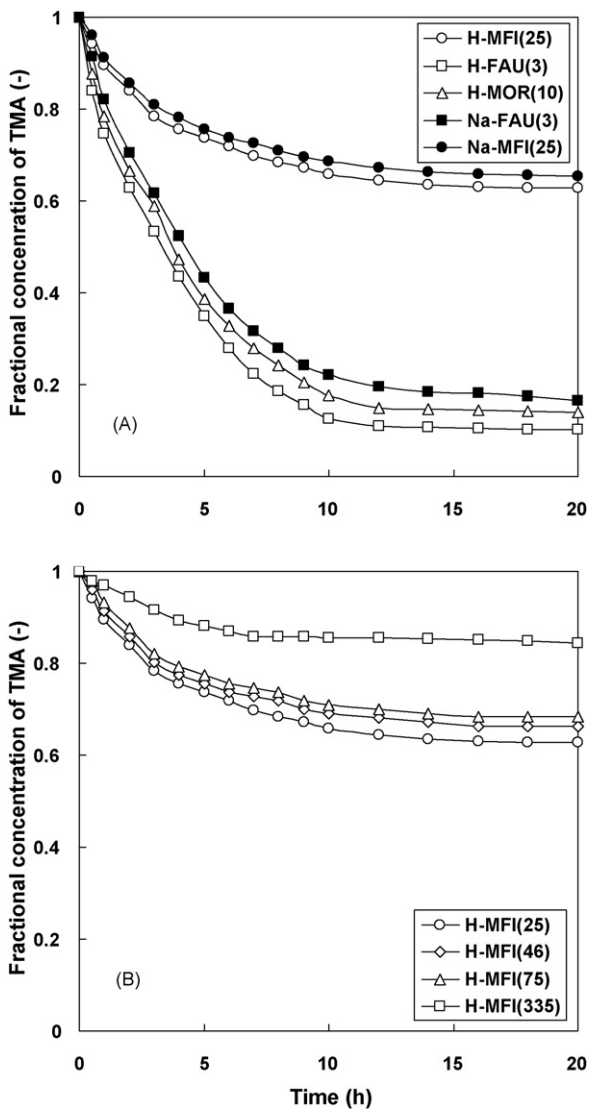 1
0.8
0.6
0.4
0.2
0
Fractional concenration of TMA (-)
H-MFI(25)
H-FAU(3)
H-MOR(10)
Na-FAU(3)
Na-MFI(25)
(A)
0 5 10 15 20
1
0.8
0.6
0.4
0.2
0
Fractional concentration of TMA (-)
(B)
H-MFI(25)
H-MFI(46)
H-MFI(75)
H-MFI(335)
0 5 10 15 20
Time (h)